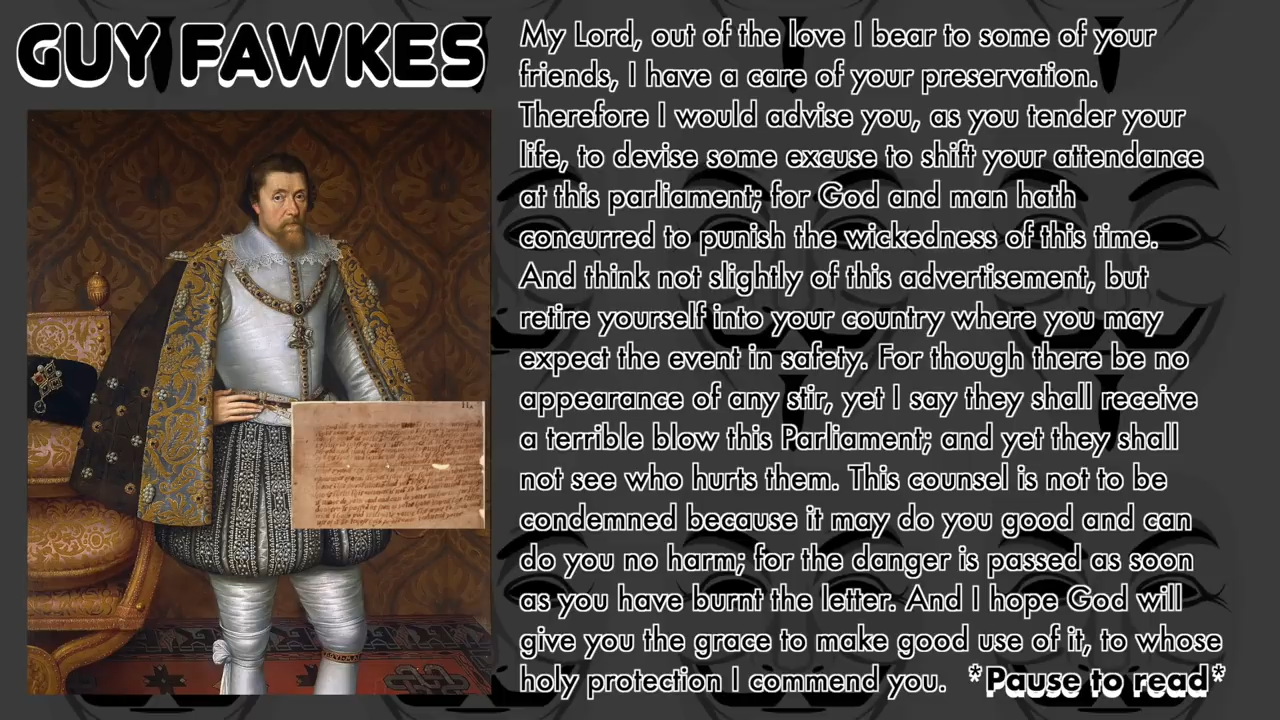 GUY FAWKES
My Lord, out of the love I bear to some of your
friends, I have a care of your preservation.
Therefore I would advise you, as you tender your
life, to devise some excuse to shift your attendance
at this parliament; for God and man hath
concurred to punish the wickedness of this time.
And think not slightly of this advertisement, but
retire yourself into your country where you may
expect the event in safety. For though there be no
appearance of any stir, yet I say they shall receive
a terrible blow this Parliament; and yet they shall
not see who hurts them. This counsel is not to be
condemned because it may do you good and can
do you no harm; for the danger is passed as soon
as you have burnt the letter. And I hope God will
give you the grace to make good use of it, to whose
holy protection I commend you. *Pause to read*